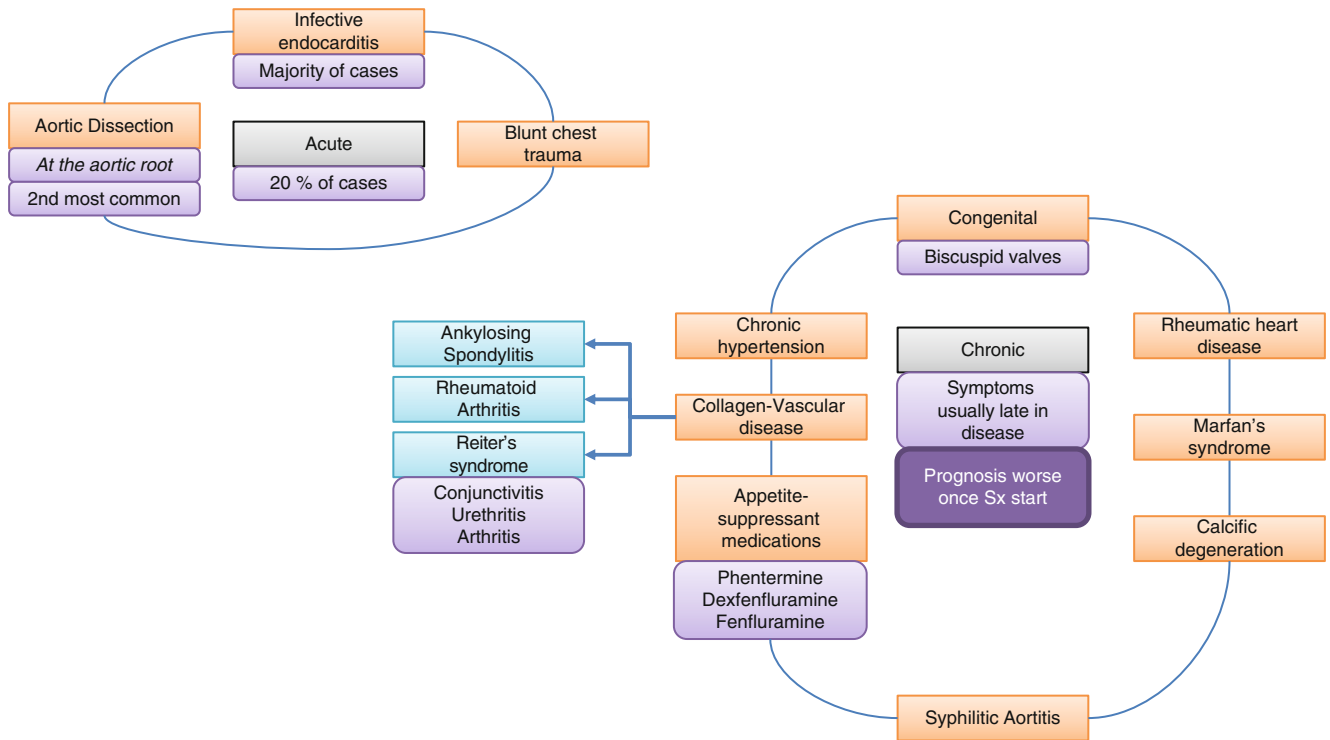 Infective
endocarditis
Majority of cases
Aortic Dissection
At the aortic root
2nd most common
Acute
20 % of cases
Blunt chest
trauma
Congenital
Biscuspid valves
Chronic
hypertension
Collagen-Vascular
disease
Ankylosing
Spondylitis
Rheumatoid
Arthritis
Reiter's
syndrome
Conjunctivitis
Urethritis
Arthritis
Appetite-
suppressant
medications
Phentermine
Dexfenfluramine
Fenfluramine
Chronic
Symptoms
usually late in
disease
Prognosis worse
once Sx start
Rheumatic heart
disease
Marfan's
syndrome
Calcific
degeneration
Syphilitic Aortitis